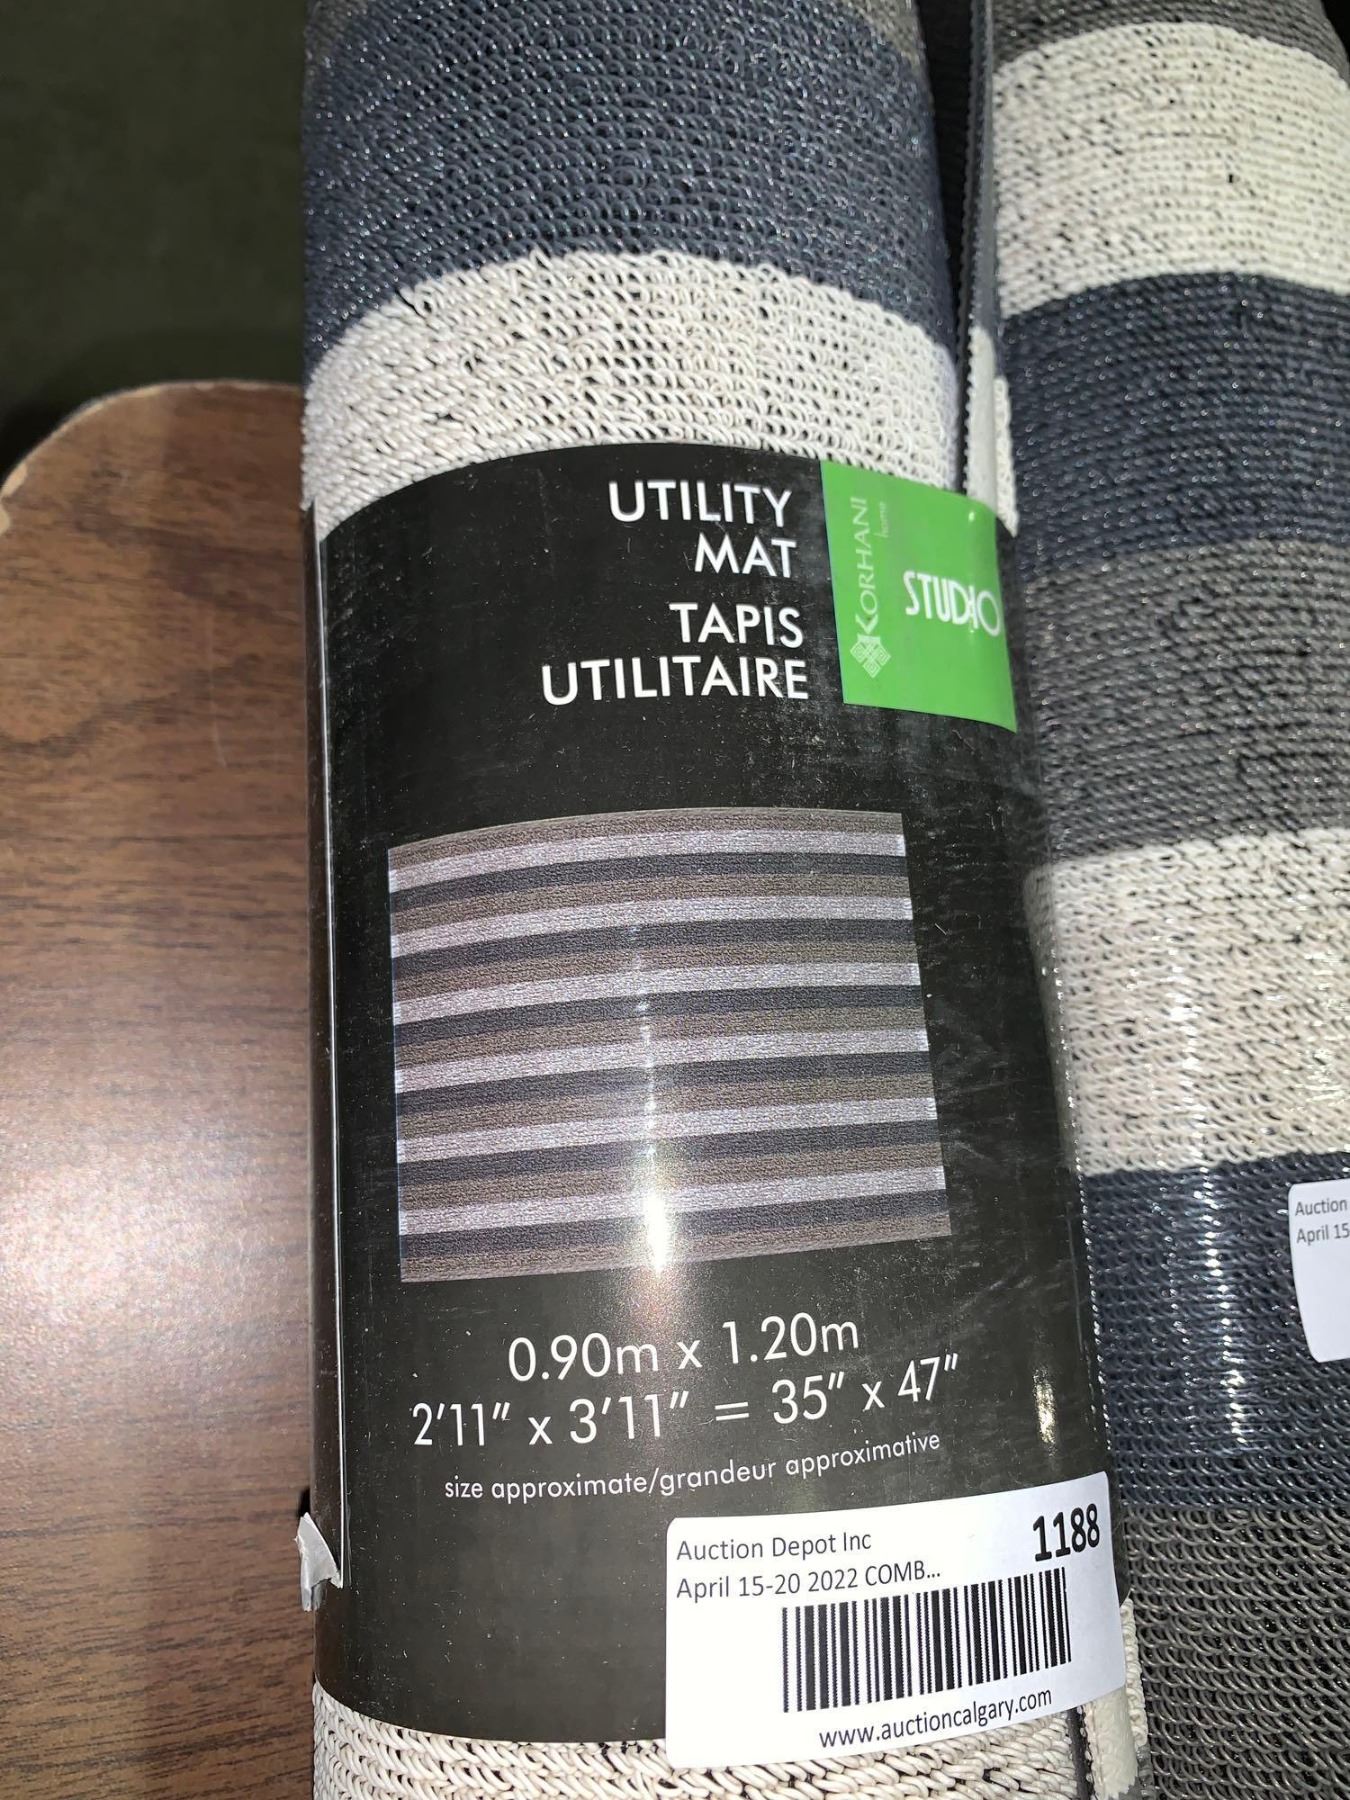 UTILITY
MAT
TAPIS
UTILITAIRE
KORHANI
home
STUDIO
0.90m x 1.20m
2'11" x 3'11" = 35" x 47"
size approximate/grandeur approximative
Auction Depot Inc
1188
April 15-20 2022 COMB...
www.auctioncalgary.com
Auction
April 15